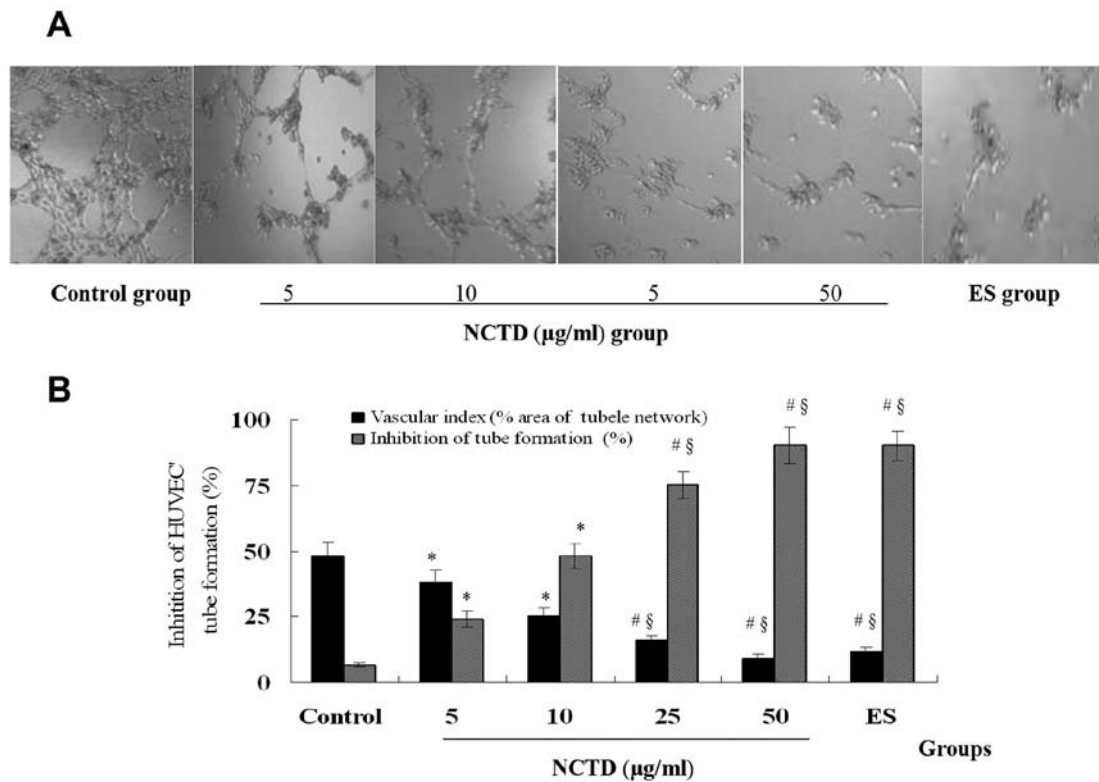 A
Control group 5 10 5 50 ES group
NCTD (µg/ml) group
B
Vascular index (% area of tubele network)
Inhibition of tube formation (%)
Inhitition of HUVEC'
tube formation (%)
100
75
50
25
0
* * * * # § # § # § # § # § # §
Control 5 10 25 50 ES
NCTD (µg/ml)
Groups